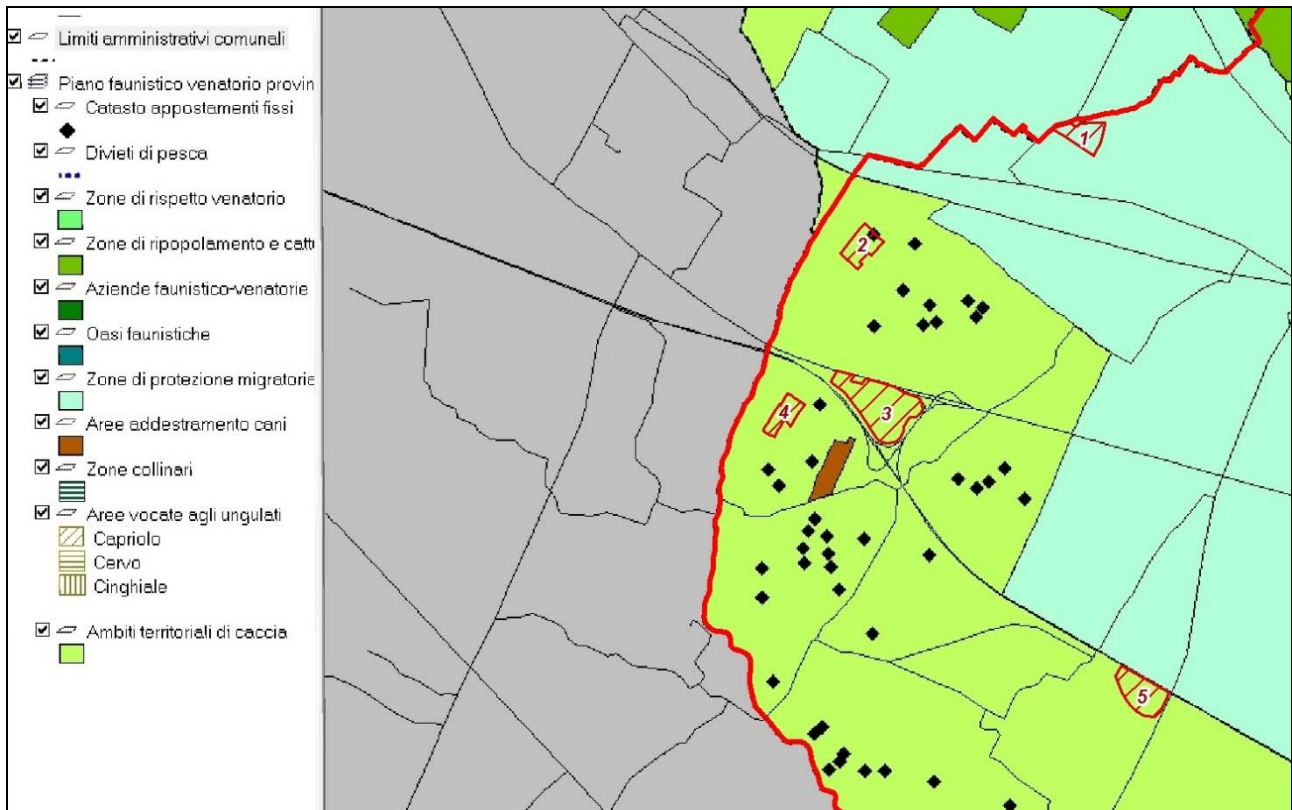 Limiti amministrativi comunali
Piano faunistico venatorio provin
Catasto appostamenti fissi
Divieti di pesca
Zone di rispetto venatorio
Zone di ripopolamento e cattu
Aziende faunistico-venatorie
Oasi faunistiche
Zone di protezione migratoria
Aree addestramento cani
Zone collinari
Aree vocate agli ungulati
Capriolo
Cervo
Cinghiale
Ambiti territoriali di caccia
1
2
3
4
5